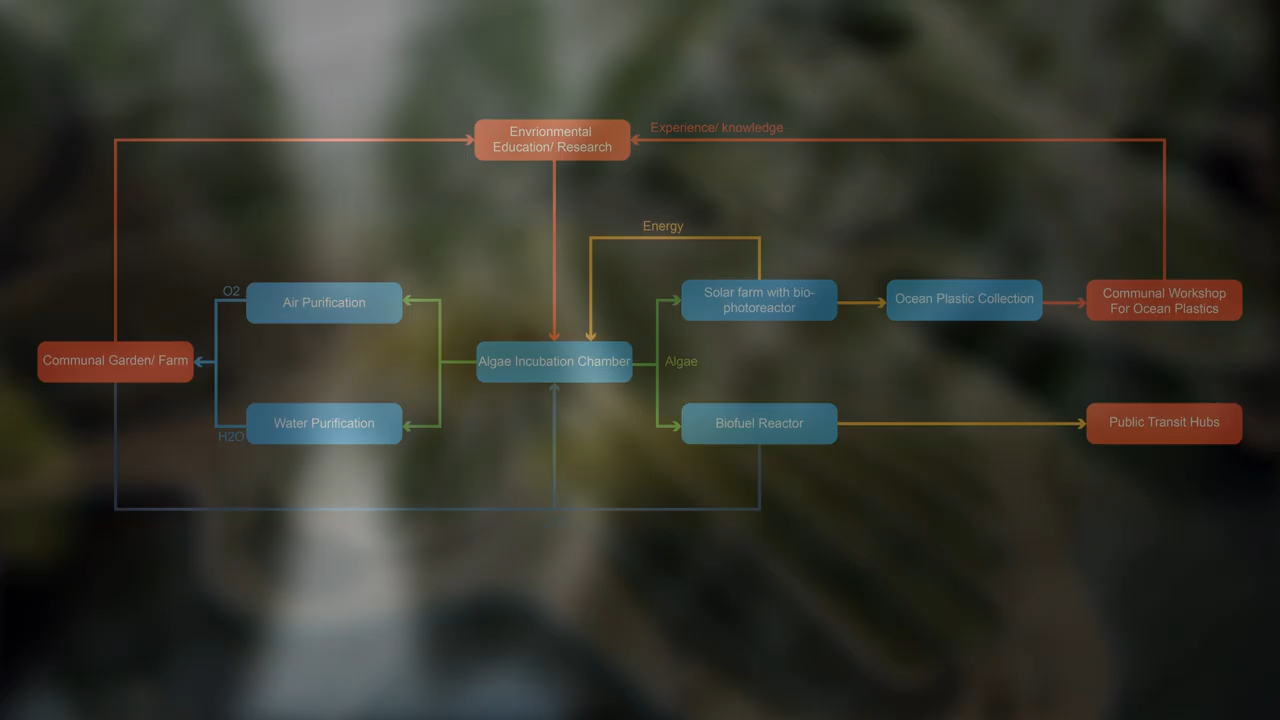 Envrionmental
Education/ Research
Experience/ knowledge
Energy
O2
Air Purification
Solar farm with bio-
photoreactor
Ocean Plastic Collection
Communal Workshop
For Ocean Plastics
Communal Garden/ Farm
Algae Incubation Chamber
Algae
H2O
Water Purification
Biofuel Reactor
Public Transit Hubs